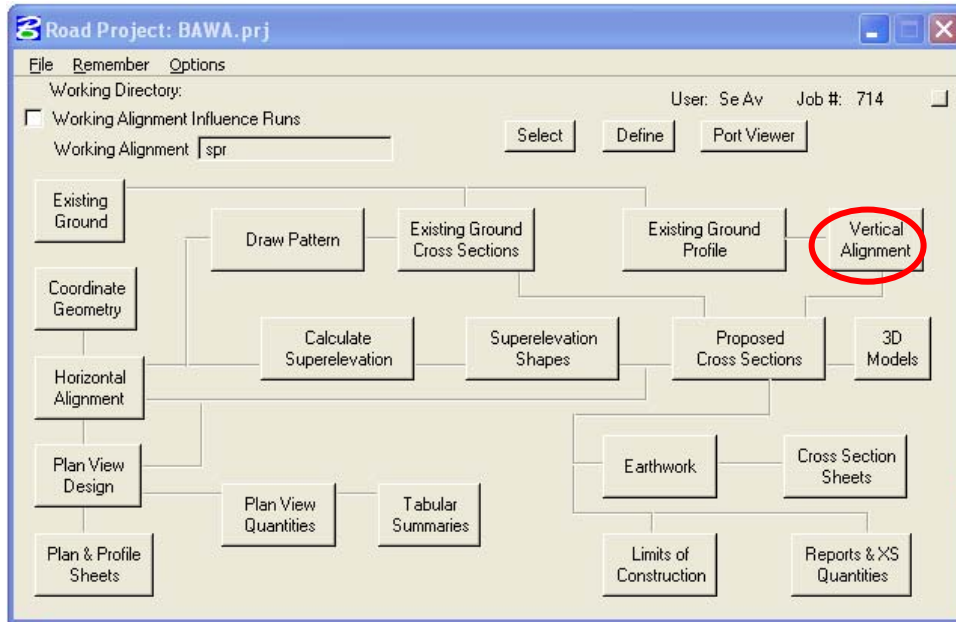 Road Project: BAWA.prj
File Remember Options
Working Directory:
User: Se Av Job #: 714
Working Alignment Influence Runs
Working Alignment spr
Select Define Port Viewer
Existing
Ground
Draw Pattern
Existing Ground
Cross Sections
Existing Ground
Profile
Vertical
Alignment
Coordinate
Geometry
Calculate
Superelevation
Superelevation
Shapes
Proposed
Cross Sections
3D
Models
Horizontal
Alignment
Plan View
Design
Earthwork
Cross Section
Sheets
Plan View
Quantities
Tabular
Summaries
Plan & Profile
Sheets
Limits of
Construction
Reports & XS
Quantities